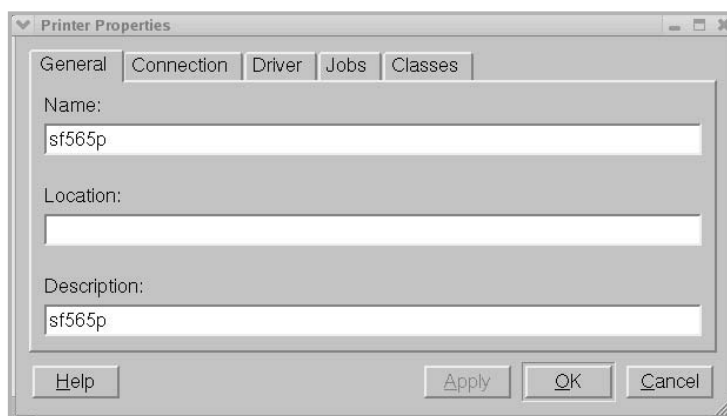 Printer Properties
General Connection Driver Jobs Classes
Name:
sf565p
Location:
Description:
sf565p
Help Apply OK Cancel